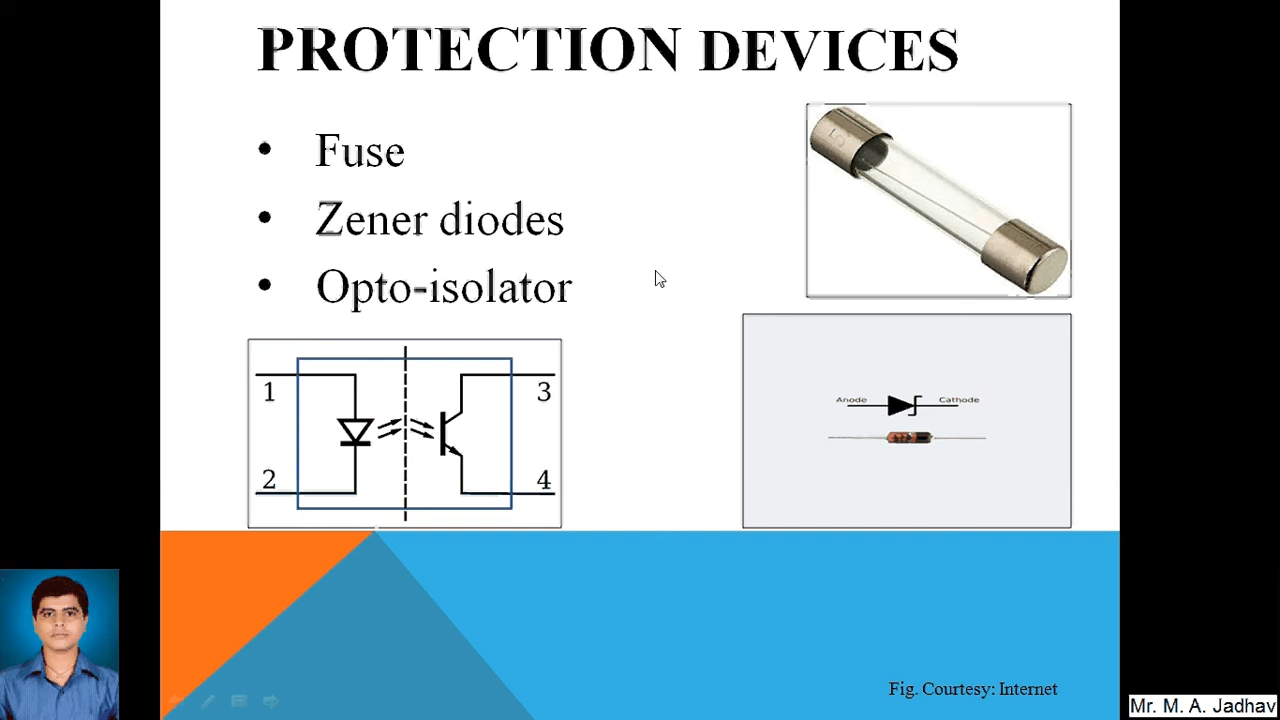 PROTECTION DEVICES
• Fuse
• Zener diodes
• Opto-isolator
1
2
3
4
Anode
Cathode
Fig. Courtesy: Internet
Mr. M. A. Jadhav